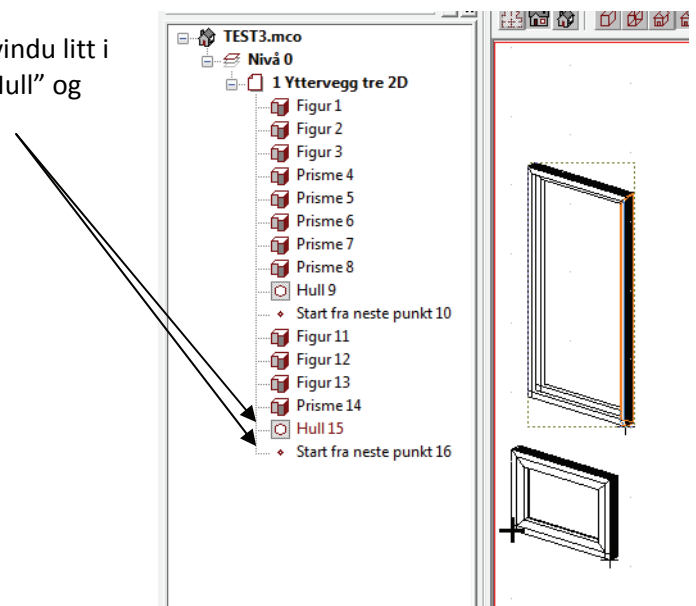 vindu litt i
Hull” og
TEST3.mco
Nivå 0
1 Yttervegg tre 2D
Figur 1
Figur 2
Figur 3
Prisme 4
Prisme 5
Prisme 6
Prisme 7
Prisme 8
Hull 9
Start fra neste punkt 10
Figur 11
Figur 12
Figur 13
Prisme 14
Hull 15
Start fra neste punkt 16